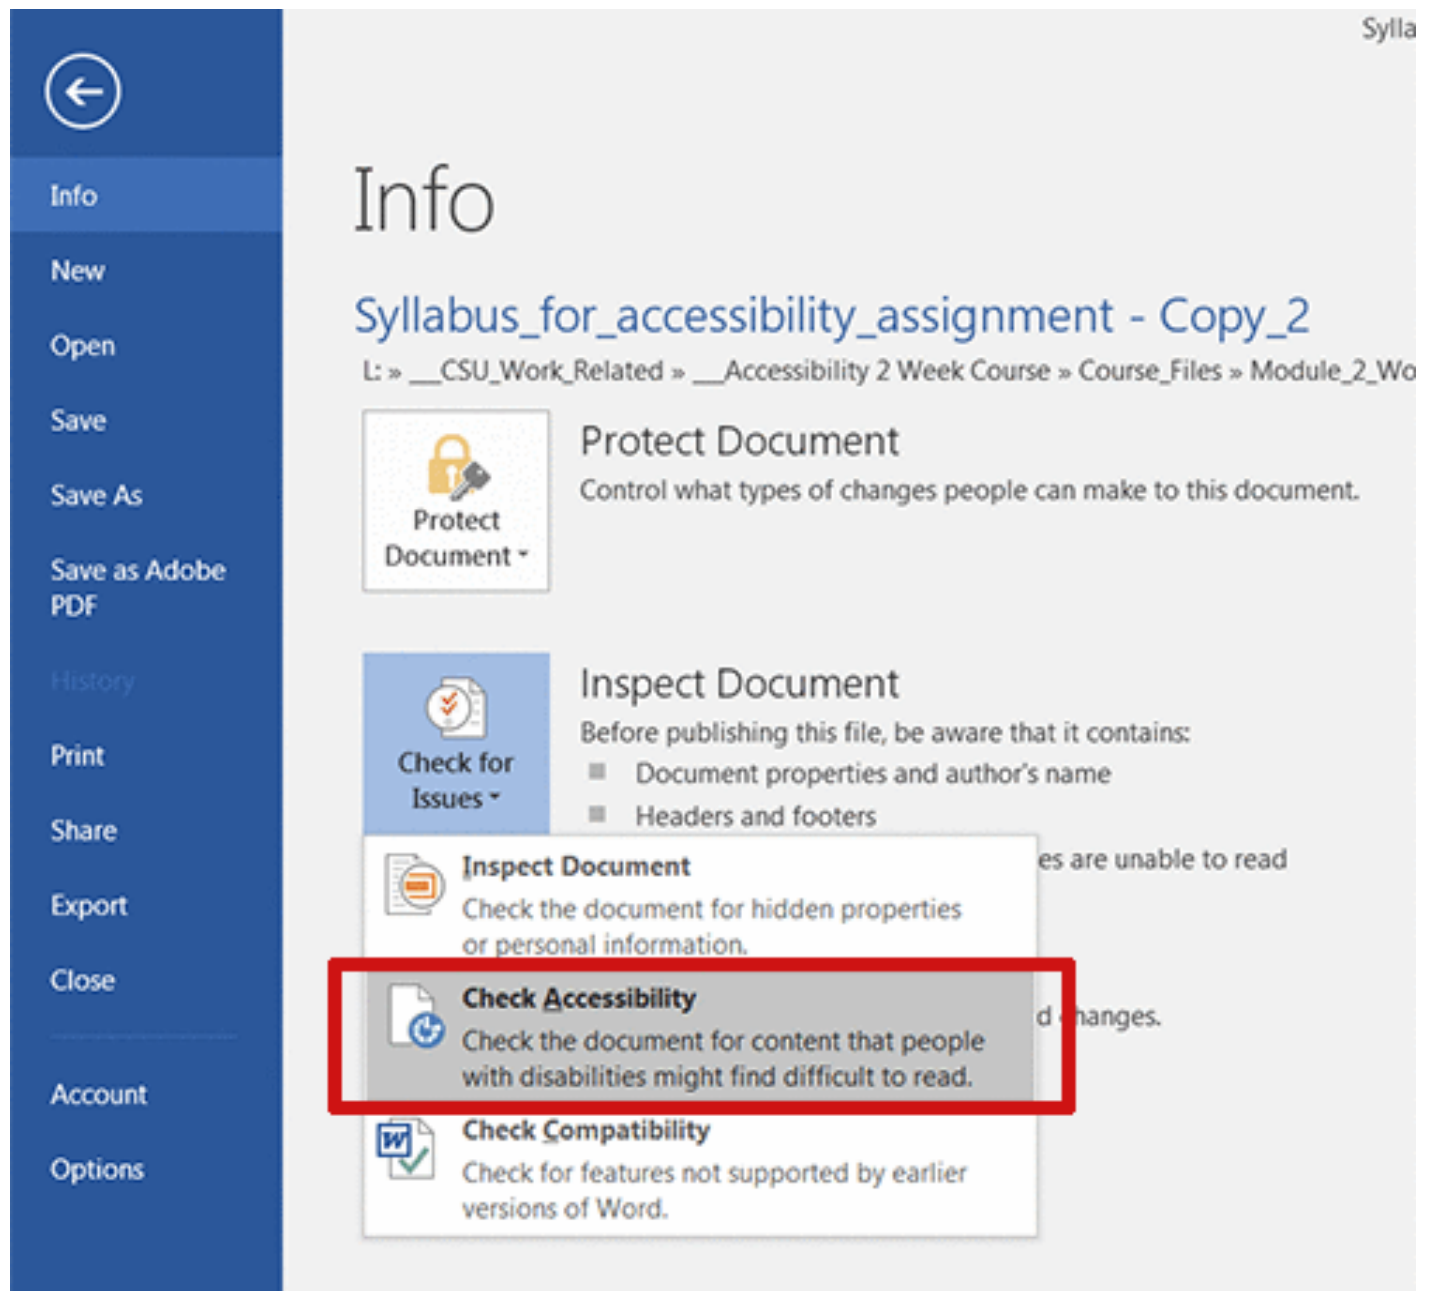 Sylla
Info
New
Open
Save
Save As
Save as Adobe
PDF
History
Print
Share
Export
Close
Account
Options
Info
Syllabus_for_accessibility_assignment - Copy_2
L: » __CSU_Work_Related » __Accessibility 2 Week Course » Course_Files » Module_2_Wo
Protect
Document
Protect Document
Control what types of changes people can make to this document.
Check for
Issues
Inspect Document
Before publishing this file, be aware that it contains:
Document properties and author's name
Headers and footers
es are unable to read
Inspect Document
Check the document for hidden properties
or personal information.
Check Accessibility
Check the document for content that people
with disabilities might find difficult to read.
d hanges.
Check Compatibility
Check for features not supported by earlier
versions of Word.